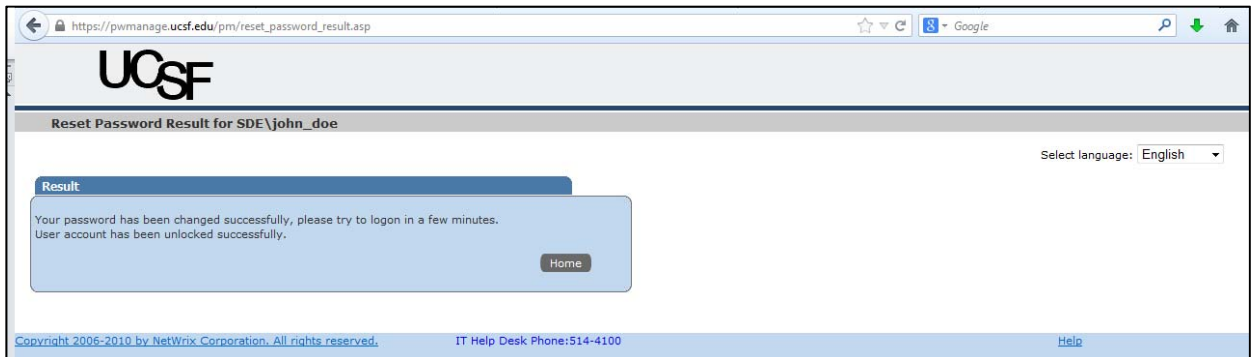 https://pwmanage.ucsf.edu/pm/reset_password_result.asp
8 Google
UCSF
Reset Password Result for SDE\john_doe
Select language: English
Result
Your password has been changed successfully, please try to logon in a few minutes.
User account has been unlocked successfully.
Home
Copyright 2006-2010 by NetWrix Corporation. All rights reserved. IT Help Desk Phone:514-4100 Help